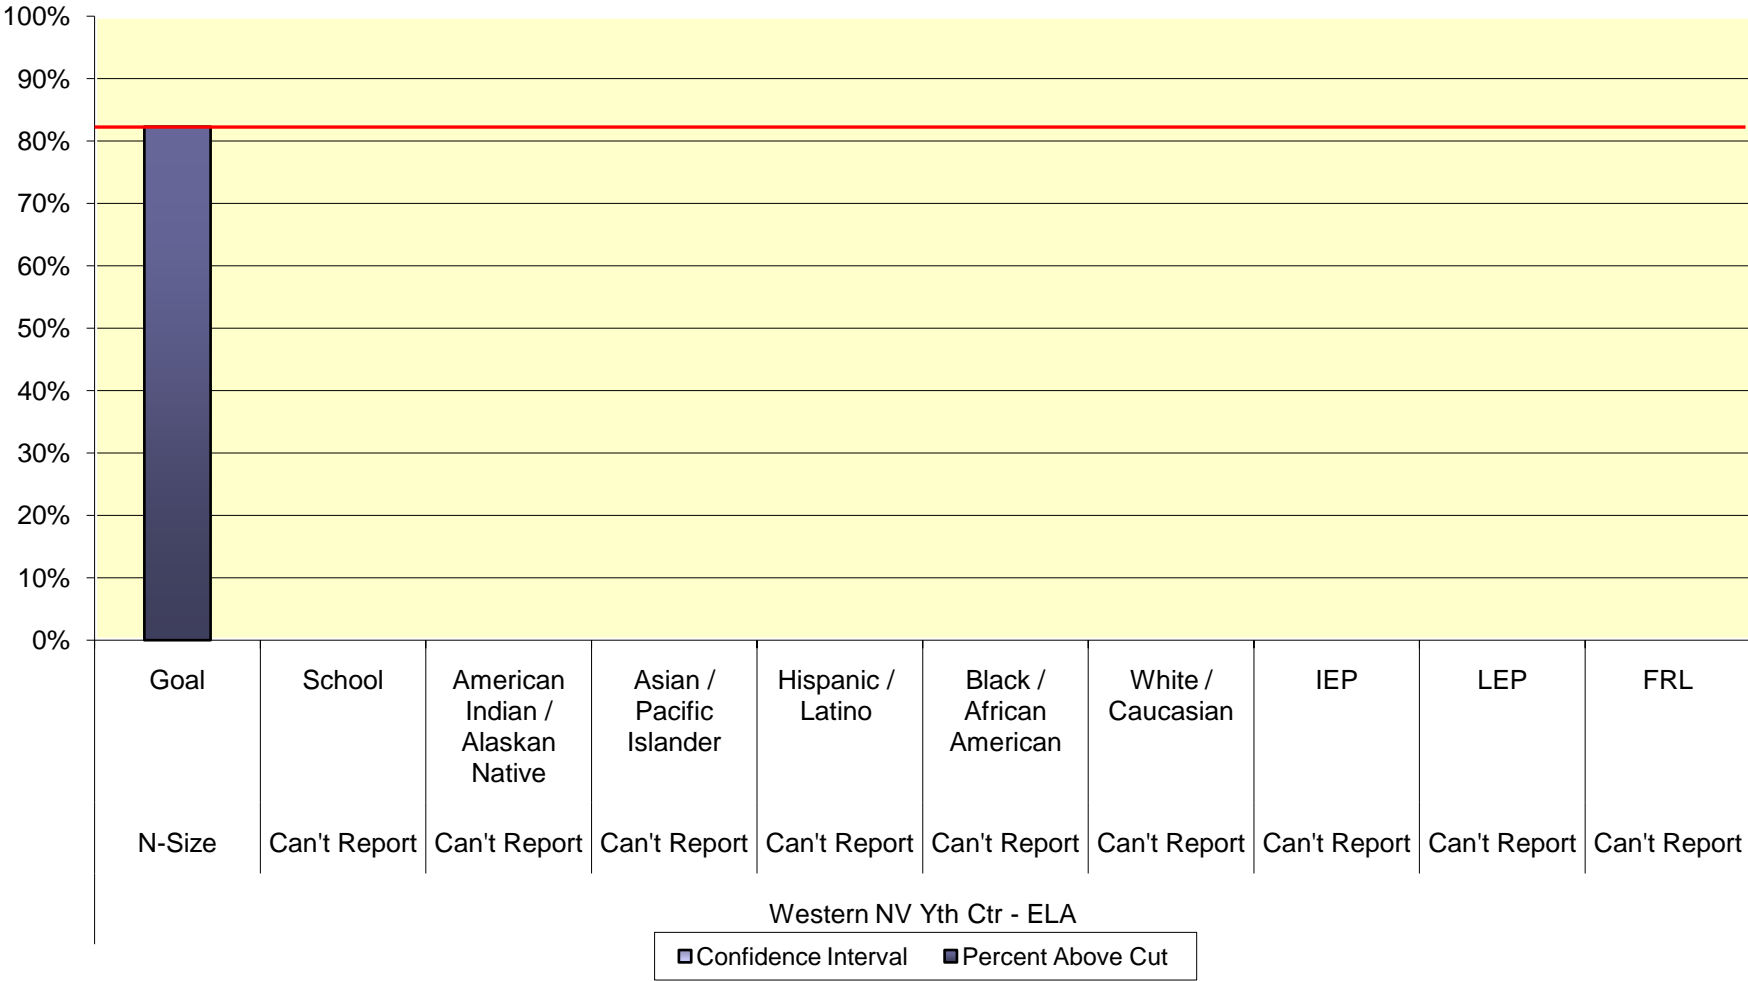 100%
90%
80%
70%
60%
50%
40%
30%
20%
10%
0%
Goal
School
American
Indian /
Alaskan
Native
Asian /
Pacific
Islander
Hispanic /
Latino
Black /
African
American
White /
Caucasian
IEP
LEP
FRL
N-Size
Can't Report
Can't Report
Can't Report
Can't Report
Can't Report
Can't Report
Can't Report
Can't Report
Can't Report
Western NV Yth Ctr - ELA
Confidence Interval
Percent Above Cut